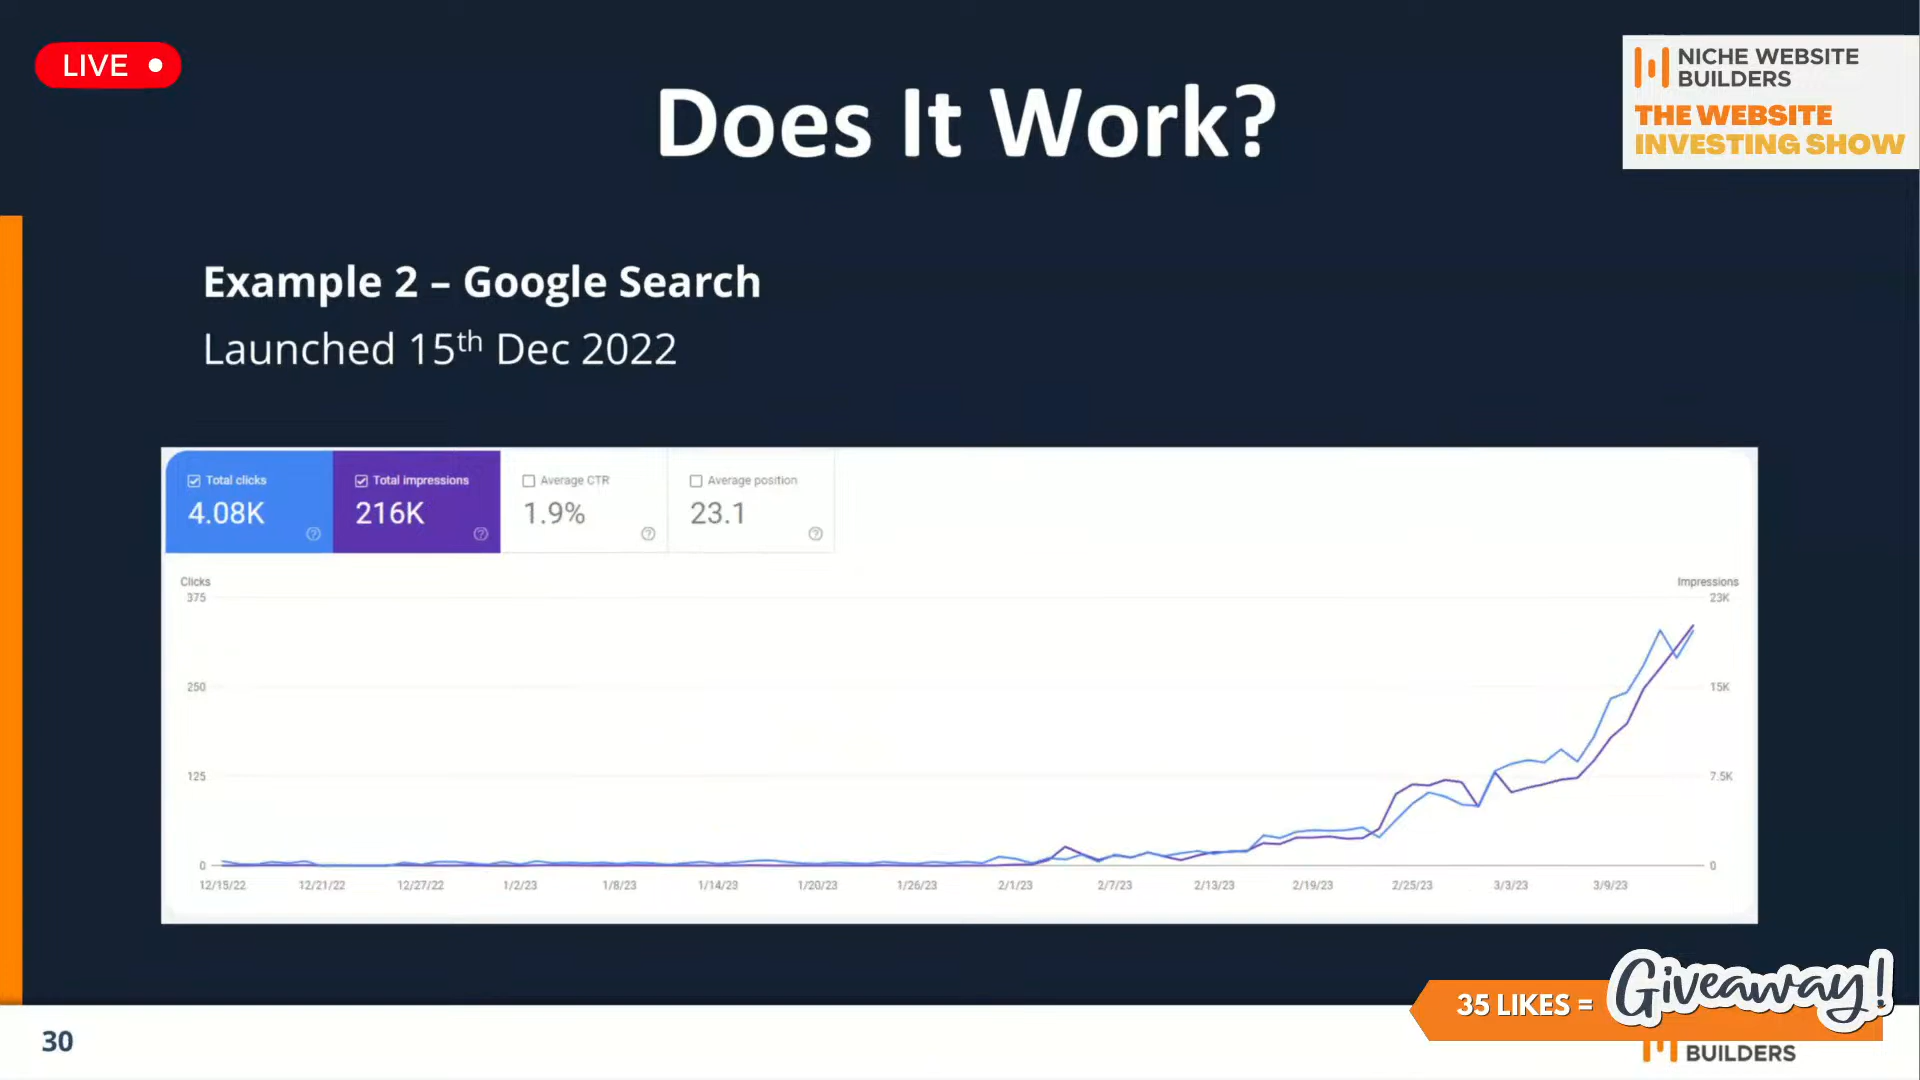 LIVE
NICHE WEBSITE
BUILDERS
THE WEBSITE
INVESTING SHOW
Does It Work?
Example 2 – Google Search
Launched 15th Dec 2022
Total clicks
4.08K
Total impressions
216K
Average CTR
1.9%
Average position
23.1
Clicks
Impressions
375
23K
250
15K
125
7.5K
0
0
12/15/22
12/21/22
12/27/22
1/2/23
1/8/23
1/14/23
1/20/23
1/26/23
2/1/23
2/7/23
2/13/23
2/19/23
2/25/23
3/3/23
3/9/23
35 LIKES = Giveaway!
30
BUILDERS